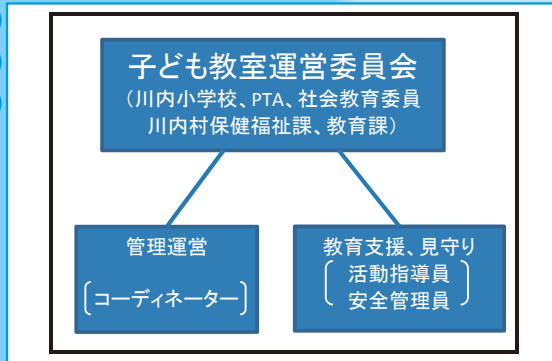 子ども教室運営委員会
（川内小学校、PTA、社会教育委員
川内村保健福祉課、教育課）
管理運営
〔コーディネーター〕
教育支援、見守り
活動指導員
安全管理員